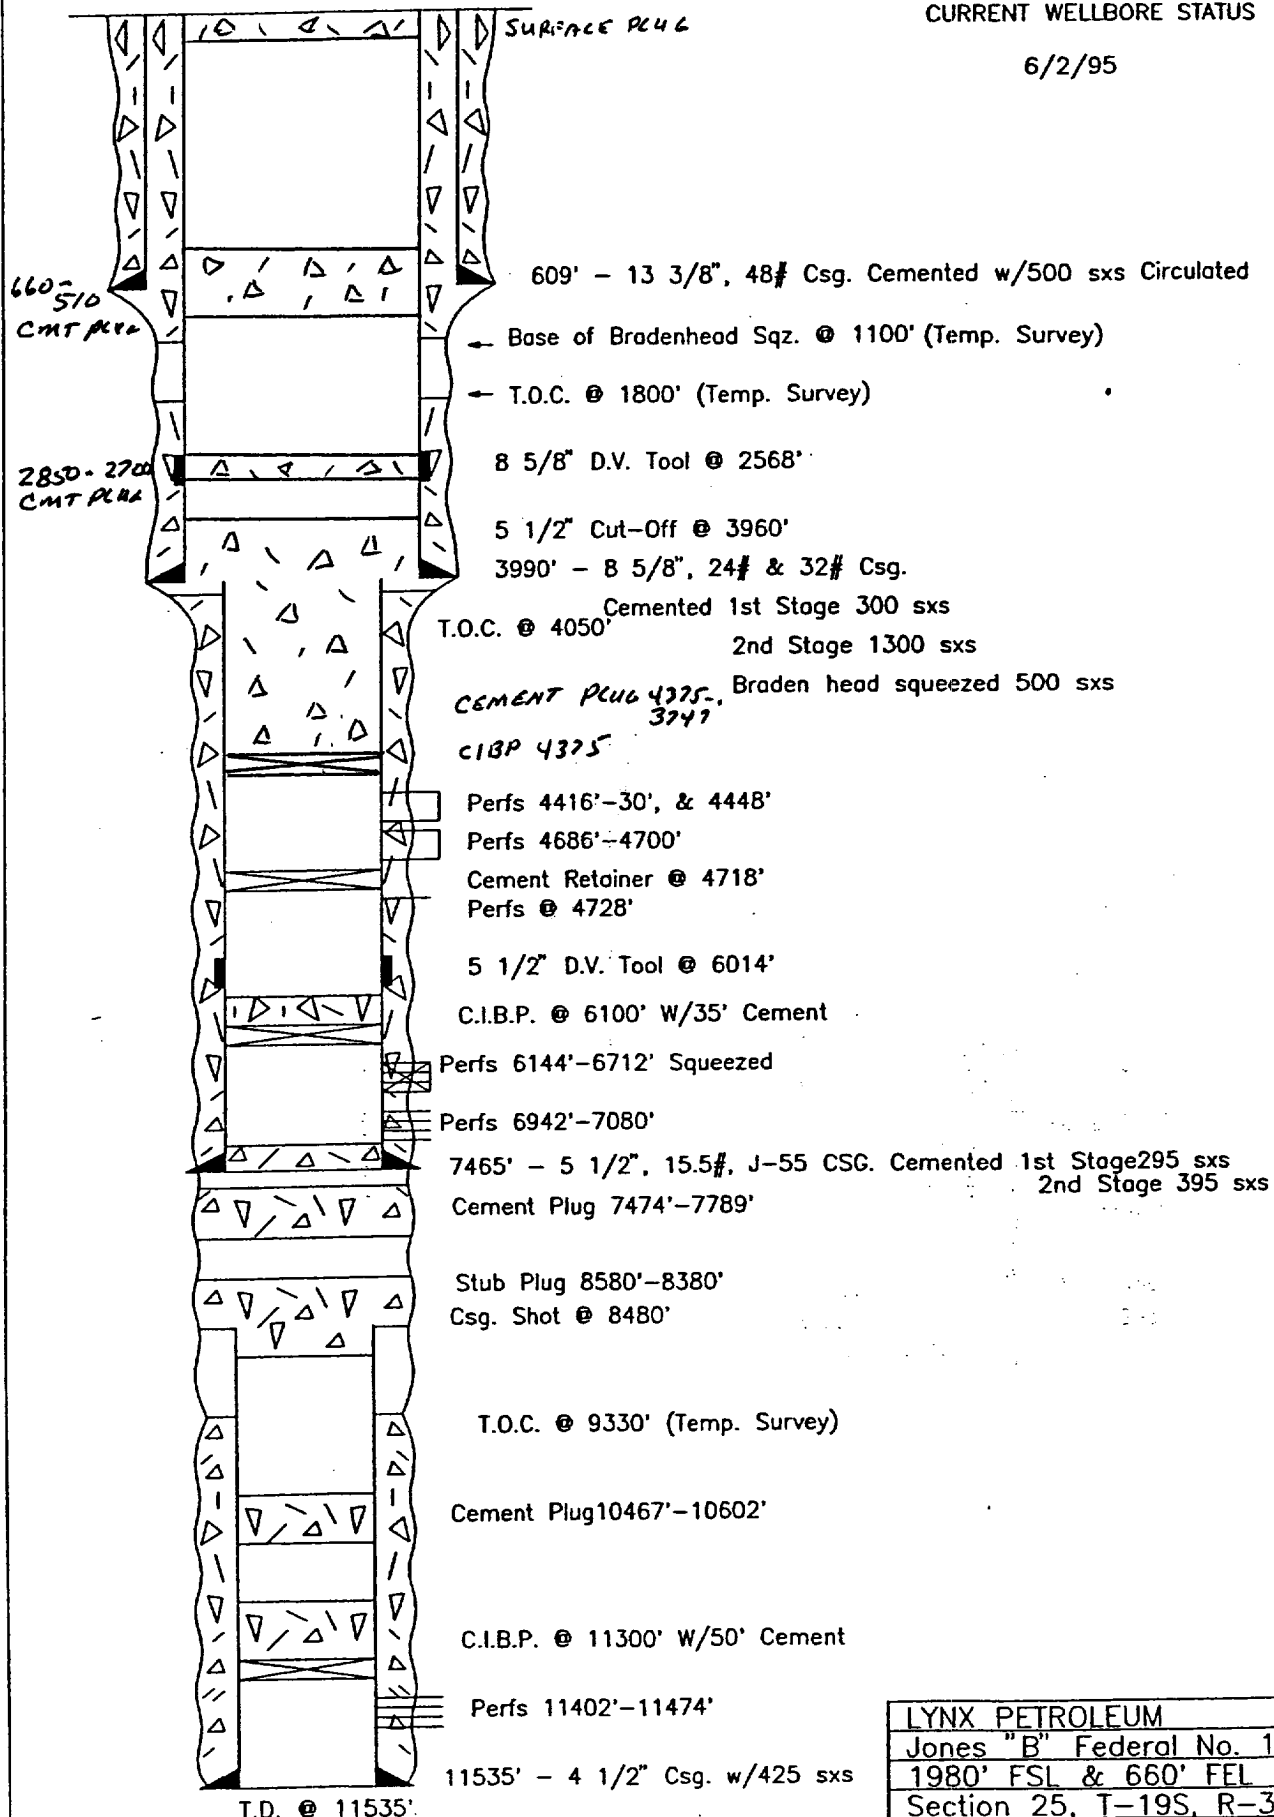 CURRENT WELLBORE STATUS
6/2/95
SURFACE PLUG
609' - 13 3/8", 48# Csg. Cemented w/500 sxs Circulated
660-
510
CMT PLUG
Base of Bradenhead Sqz. @ 1100' (Temp. Survey)
T.O.C. @ 1800' (Temp. Survey)
8 5/8" D.V. Tool @ 2568'
2850-2700
CMT PLUG
5 1/2" Cut-Off @ 3960'
3990' - 8 5/8", 24# & 32# Csg.
Cemented 1st Stage 300 sxs
T.O.C. @ 4050'
2nd Stage 1300 sxs
Braden head squeezed 500 sxs
CEMENT PLUG 4375-
CIBP 4375
Perfs 4416'-30', & 4448'
Perfs 4686'-4700'
Cement Retainer @ 4718'
Perfs @ 4728'
5 1/2" D.V. Tool @ 6014'
C.I.B.P. @ 6100' W/35' Cement
Perfs 6144'-6712' Squeezed
Perfs 6942'-7080'
7465' - 5 1/2", 15.5#, J-55 CSG. Cemented 1st Stage295 sxs
2nd Stage 395 sxs
Cement Plug 7474'-7789'
Stub Plug 8580'-8380'
Csg. Shot @ 8480'
T.O.C. @ 9330' (Temp. Survey)
Cement Plug10467'-10602'
C.I.B.P. @ 11300' W/50' Cement
Perfs 11402'-11474'
11535' - 4 1/2" Csg. w/425 sxs
T.D. @ 11535'
LYNX PETROLEUM
Jones "B" Federal No. 1
1980' FSL & 660' FEL
Section 25, T-19S, R-3